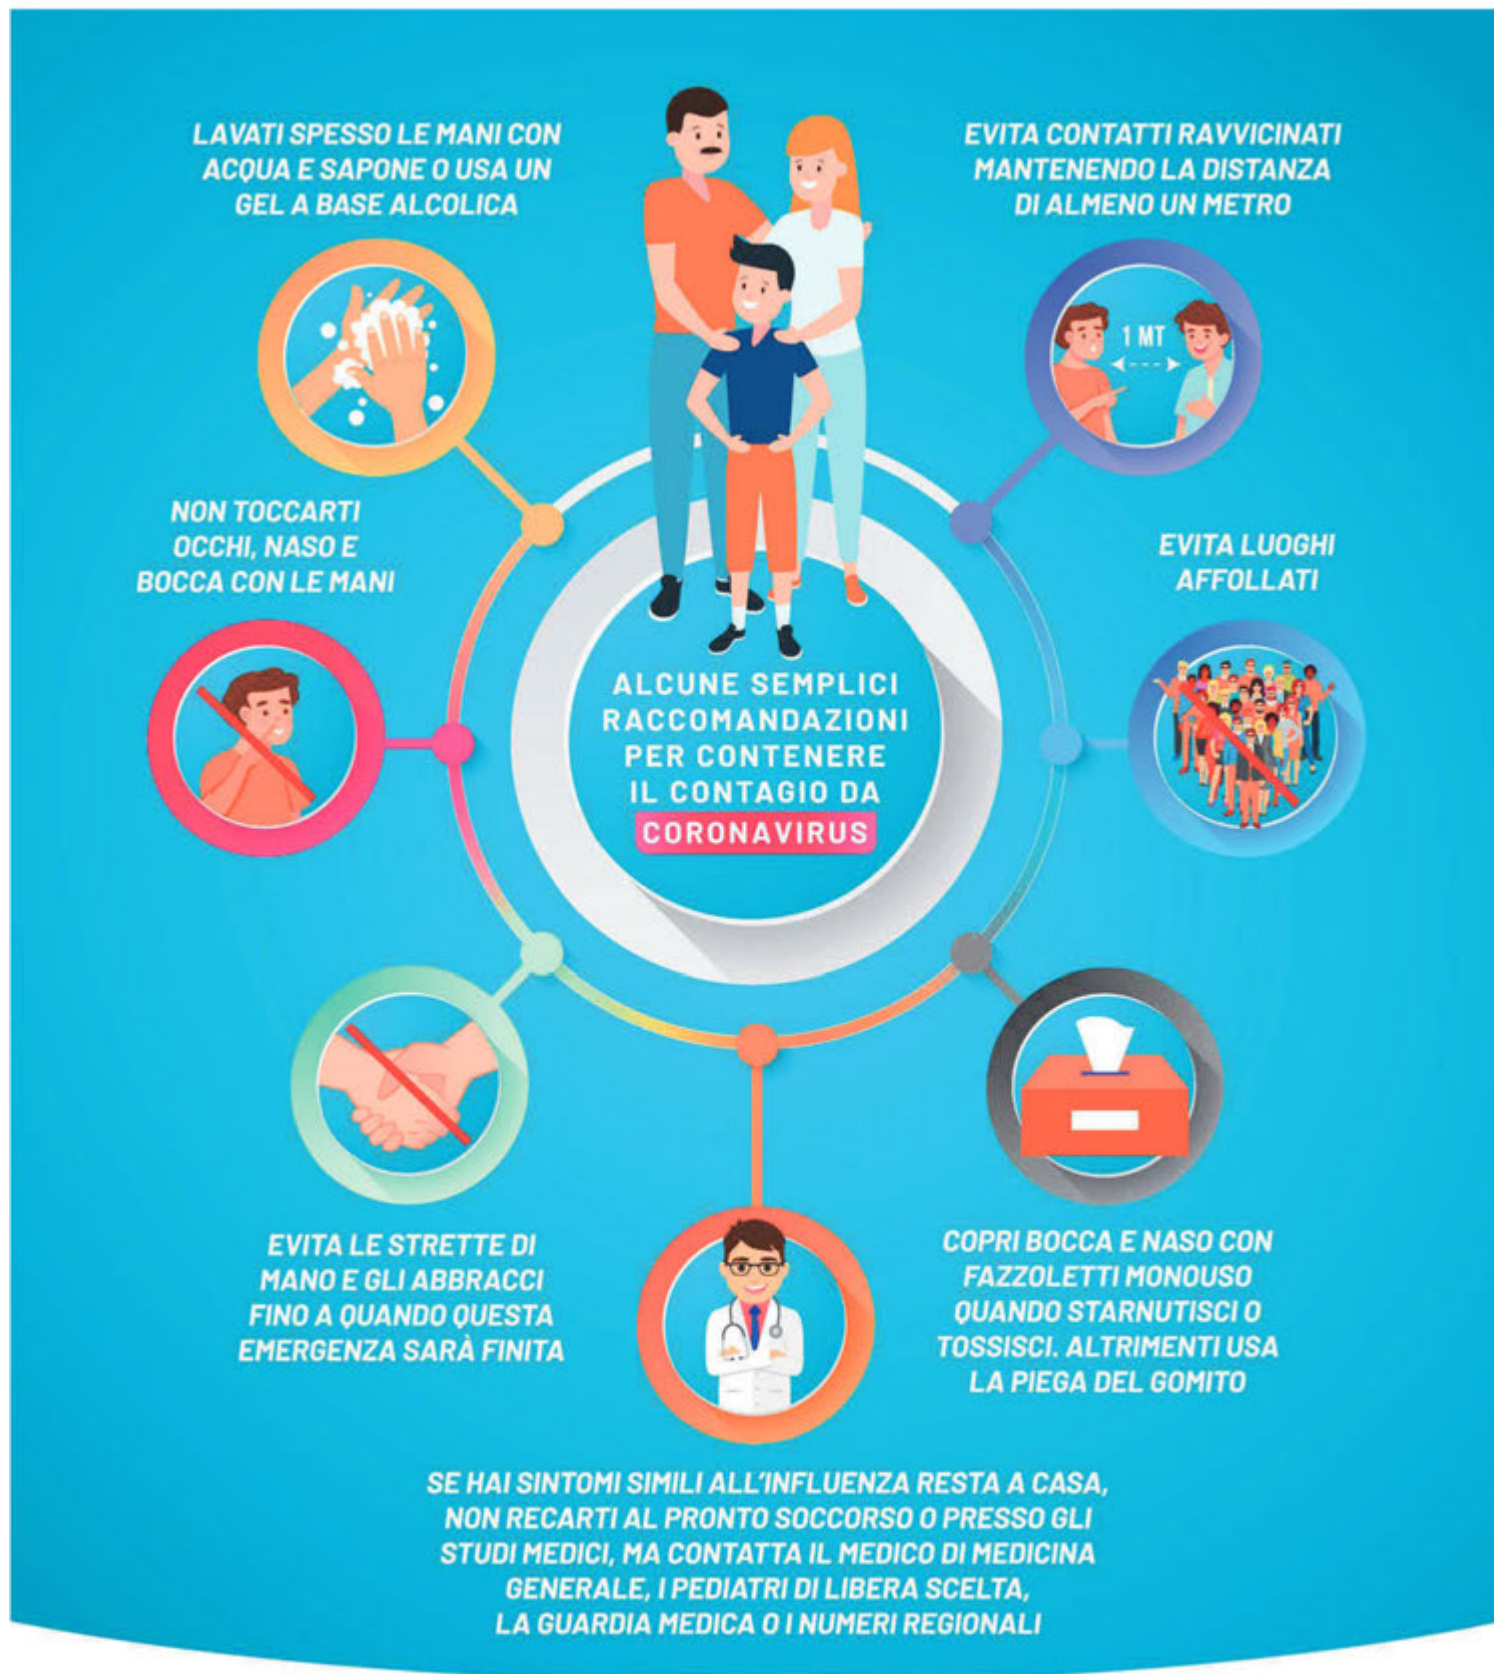 LAVATI SPESSO LE MANI CON
ACQUA E SAPONE O USA UN
GEL A BASE ALCOLICA
EVITA CONTATTI RAVVICINATI
MANTENENDO LA DISTANZA
DI ALMENO UN METRO
1 MT
NON TOCCARTI
OCCHI, NASO E
BOCCA CON LE MANI
EVITA LUOGHI
AFFOLLATI
ALCUNE SEMPLICI
RACCOMANDAZIONI
PER CONTENERE
IL CONTAGIO DA
CORONAVIRUS
EVITA LE STRETTE DI
MANO E GLI ABBRACCI
FINO A QUANDO QUESTA
EMERGENZA SARÀ FINITA
COPRI BOCCA E NASO CON
FAZZOLETTI MONOUSO
QUANDO STARNUTISCI O
TOSSISCI. ALTRIMENTI USA
LA PIEGA DEL GOMITO
SE HAI SINTOMI SIMILI ALL'INFLUENZA RESTA A CASA,
NON RECARTI AL PRONTO SOCCORSO O PRESSO GLI
STUDI MEDICI, MA CONTATTA IL MEDICO DI MEDICINA
GENERALE, I PEDIATRI DI LIBERA SCELTA,
LA GUARDIA MEDICA O I NUMERI REGIONALI